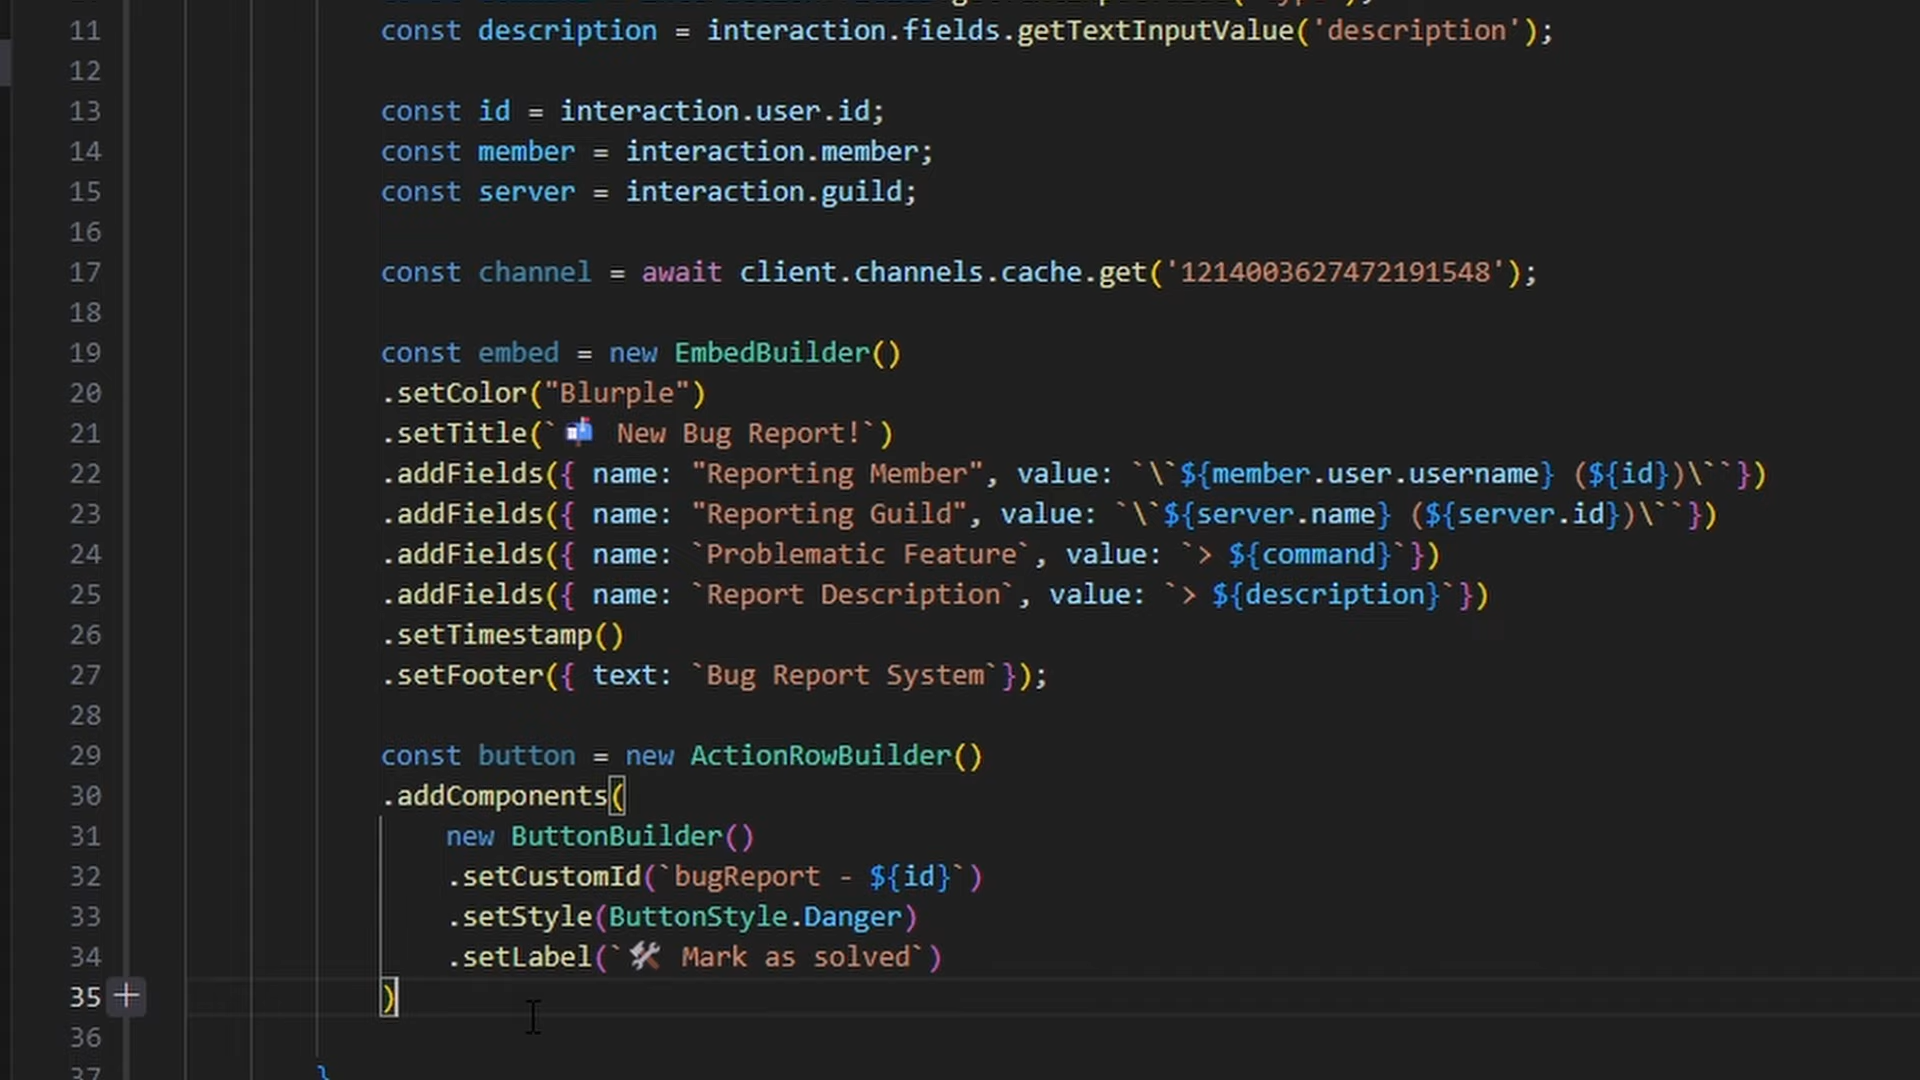 11 const description = interaction.fields.getTextInputValue('description');
12
13 const id = interaction.user.id;
14 const member = interaction.member;
15 const server = interaction.guild;
16
17 const channel = await client.channels.cache.get('1214003627472191548');
18
19 const embed = new EmbedBuilder()
20 .setColor("Blurple")
21 .setTitle(`📬 New Bug Report!`)
22 .addFields({ name: "Reporting Member", value: `\`${member.user.username} (${id})\``})
23 .addFields({ name: "Reporting Guild", value: `\`${server.name} (${server.id})\``})
24 .addFields({ name: `Problematic Feature`, value: `> ${command}`})
25 .addFields({ name: `Report Description`, value: `> ${description}`})
26 .setTimestamp()
27 .setFooter({ text: `Bug Report System`});
28
29 const button = new ActionRowBuilder()
30 .addComponents(
31 new ButtonBuilder()
32 .setCustomId(`bugReport - ${id}`)
33 .setStyle(ButtonStyle.Danger)
34 .setLabel(`🛠️ Mark as solved`)
35 )
36
37 }